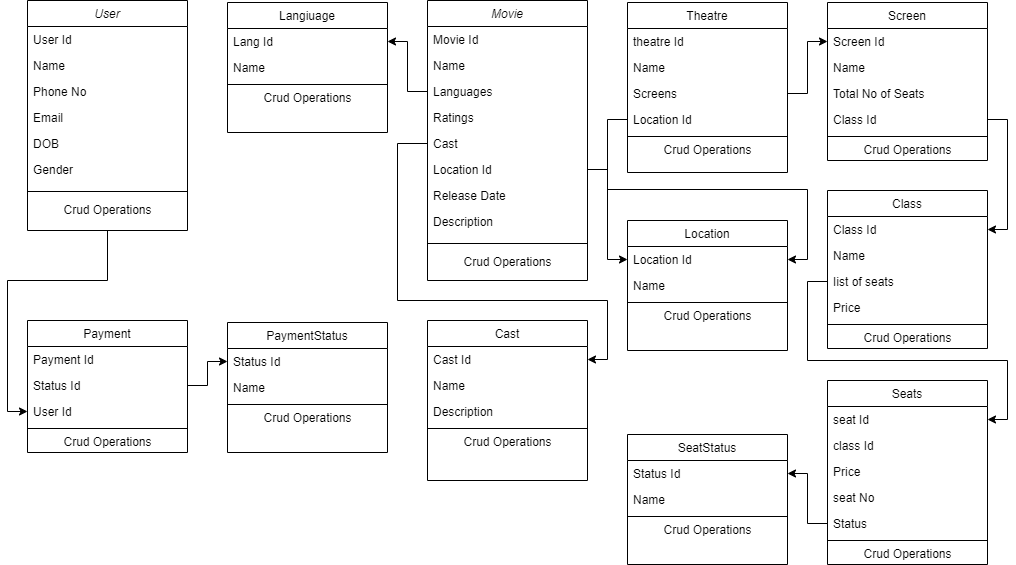 User
User Id
Name
Phone No
Email
DOB
Gender
Crud Operations
Langiuage
Lang Id
Name
Crud Operations
Movie
Movie Id
Name
Languages
Ratings
Cast
Location Id
Release Date
Description
Crud Operations
Theatre
theatre Id
Name
Screens
Location Id
Crud Operations
Screen
Screen Id
Name
Total No of Seats
Class Id
Crud Operations
Location
Location Id
Name
Crud Operations
Class
Class Id
Name
list of seats
Price
Crud Operations
Payment
Payment Id
Status Id
User Id
Crud Operations
PaymentStatus
Status Id
Name
Crud Operations
Cast
Cast Id
Name
Description
Crud Operations
SeatStatus
Status Id
Name
Crud Operations
Seats
seat Id
class Id
Price
seat No
Status
Crud Operations